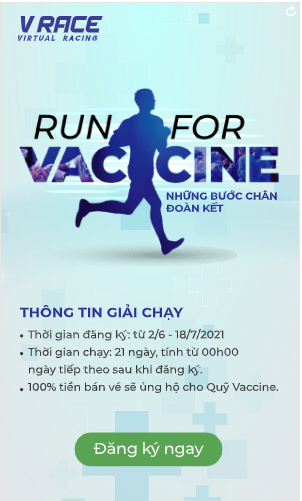 V RACE
VIRTUAL RACING
RUN FOR
VACCINE
NHỮNG BƯỚC CHÂN
ĐOÀN KẾT
THÔNG TIN GIẢI CHẠY
• Thời gian đăng ký: từ 2/6 - 18/7/2021
• Thời gian chạy: 21 ngày, tính từ 00h00
ngày tiếp theo sau khi đăng ký.
• 100% tiền bán vé sẽ ủng hộ cho Quỹ Vaccine.
Đăng ký ngay